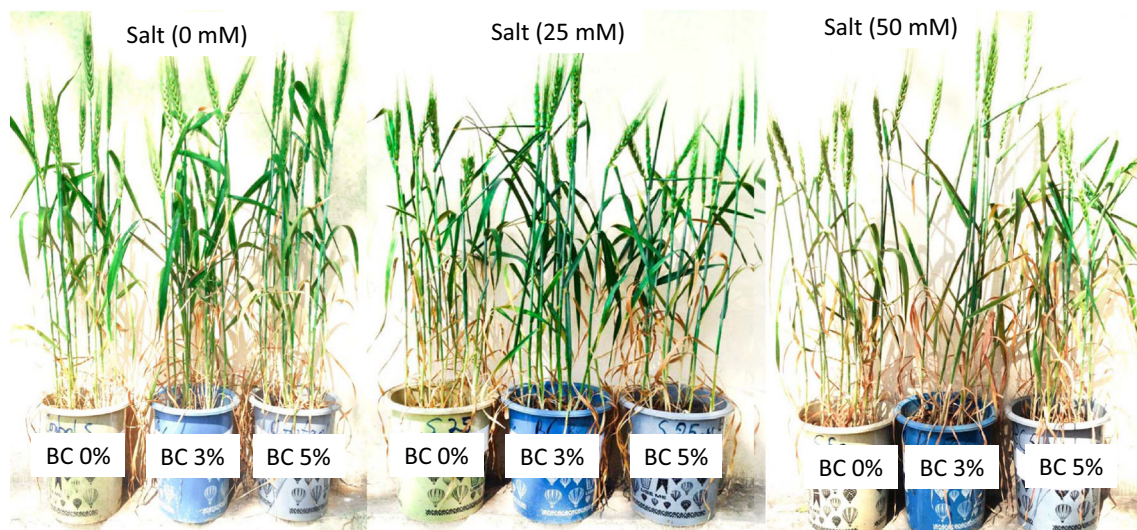 Salt (0 mM)
Salt (25 mM)
Salt (50 mM)
S 25
BC 0%
BC 3%
BC 5%
BC 0%
BC 3%
BC 5%
BC 0%
BC 3%
BC 5%